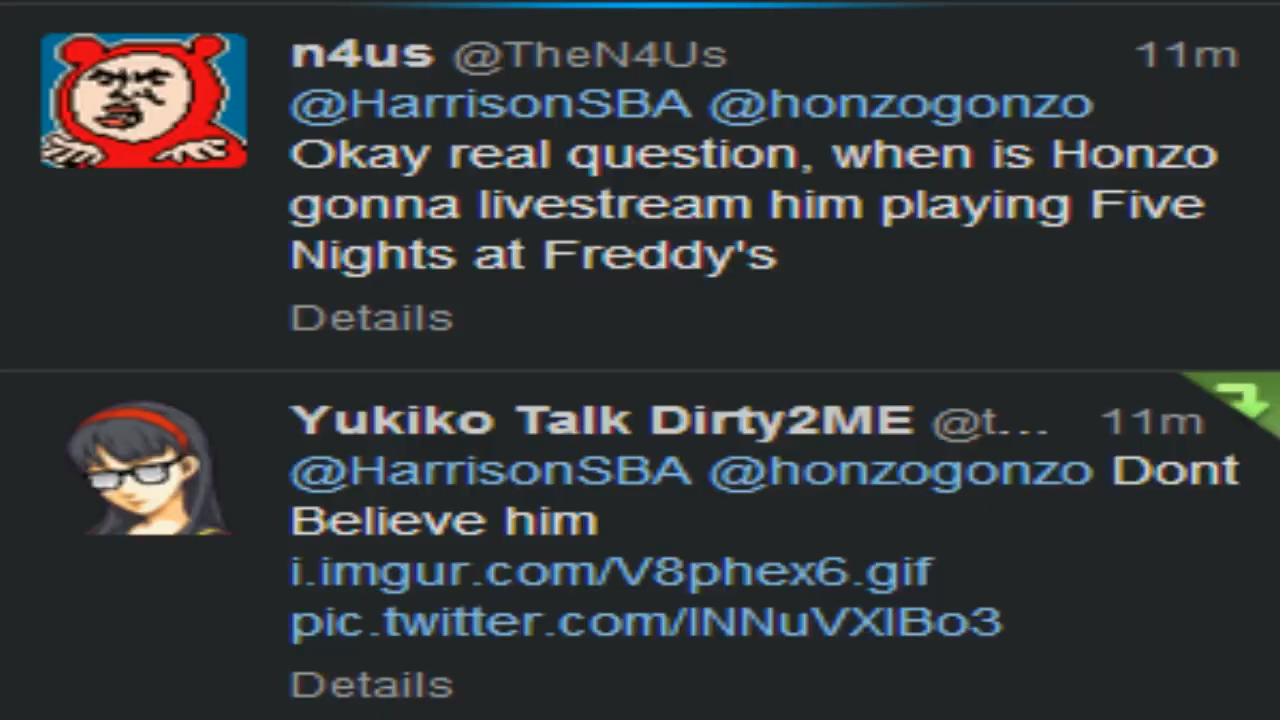 n4us @TheN4Us 11m
@HarrisonSBA @honzogonzo
Okay real question, when is Honzo
gonna livestream him playing Five
Nights at Freddy's
Details
Yukiko Talk Dirty2ME @t... 11m
@HarrisonSBA @honzogonzo Dont
Believe him
i.imgur.com/V8phex6.gif
pic.twitter.com/lNNuVXIBo3
Details